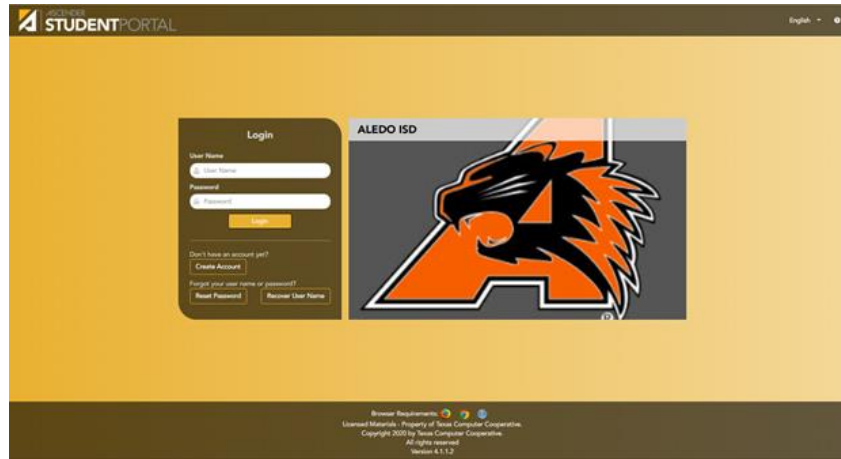 ASCENDER
STUDENTPORTAL
English
Login
User Name
User Name
Password
Password
Login
Don't have an account yet?
Create Account
Forgot your user name or password?
Reset Password
Recover User Name
ALEDO ISD
A
R
Browser Requirements:
Licensed Materials - Property of Texas Computer Cooperative.
Copyright 2020 by Texas Computer Cooperative.
All rights reserved
Version 4.1.1.2